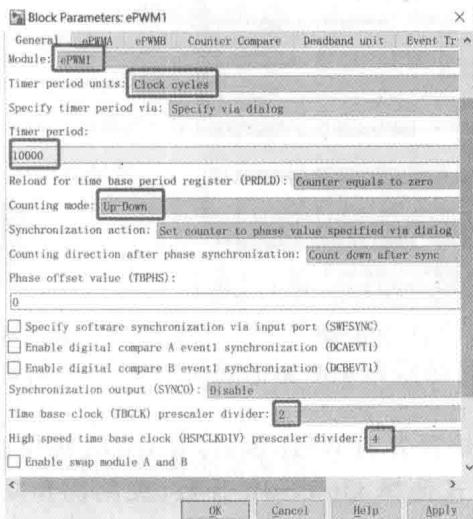 Block Parameters: ePWM1
General ePWMA ePWMB Counter Compare Deadband unit Event Tr
Module: ePWM1
Timer period units: Clock cycles
Specify timer period via: Specify via dialog
Timer period:
10000
Reload for time base period register (PRDLD): Counter equals to zero
Counting mode: Up-Down
Synchronization action: Set counter to phase value specified via dialog
Counting direction after phase synchronization: Count down after sync
Phase offset value (TBPHS):
0
Specify software synchronization via input port (SWFSYNC)
Enable digital compare A event1 synchronization (DCAEVT1)
Enable digital compare B event1 synchronization (DCBEVT1)
Synchronization output (SYNCO): Disable
Time base clock (TBCLK) prescaler divider: 2
High speed time base clock (HSPCLKDIV) prescaler divider: 4
Enable swap module A and B
OK Cancel Help Apply